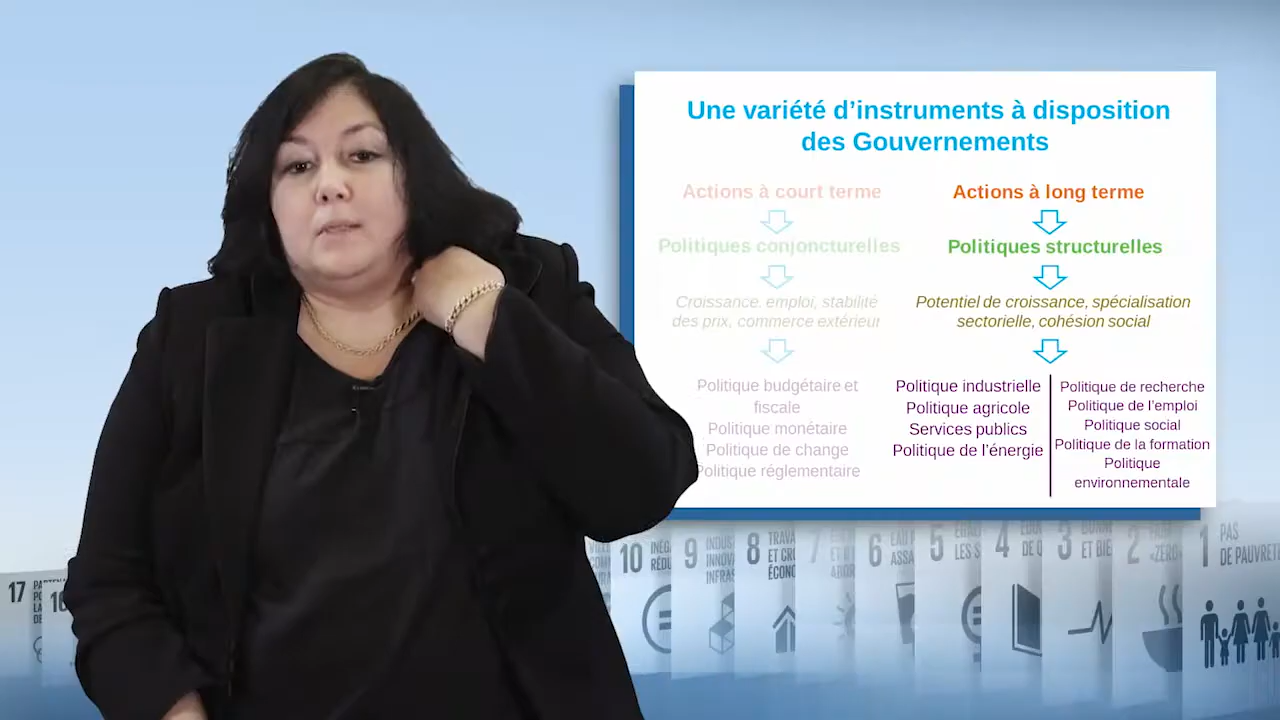 Une variété d’instruments à disposition
des Gouvernements
Actions à court terme
Politiques conjoncturelles
Croissance, emploi, stabilité
des prix, commerce extérieur
Politique budgétaire et
fiscale
Politique monétaire
Politique de change
Politique réglementaire
Actions à long terme
Politiques structurelles
Potentiel de croissance, spécialisation
sectorielle, cohésion social
Politique industrielle
Politique agricole
Services publics
Politique de l’énergie
Politique de recherche
Politique de l’emploi
Politique social
Politique de la formation
Politique
environnementale
17
10
9
8
7
6
5
4
3
2
1 PAS
DE PAUVRET